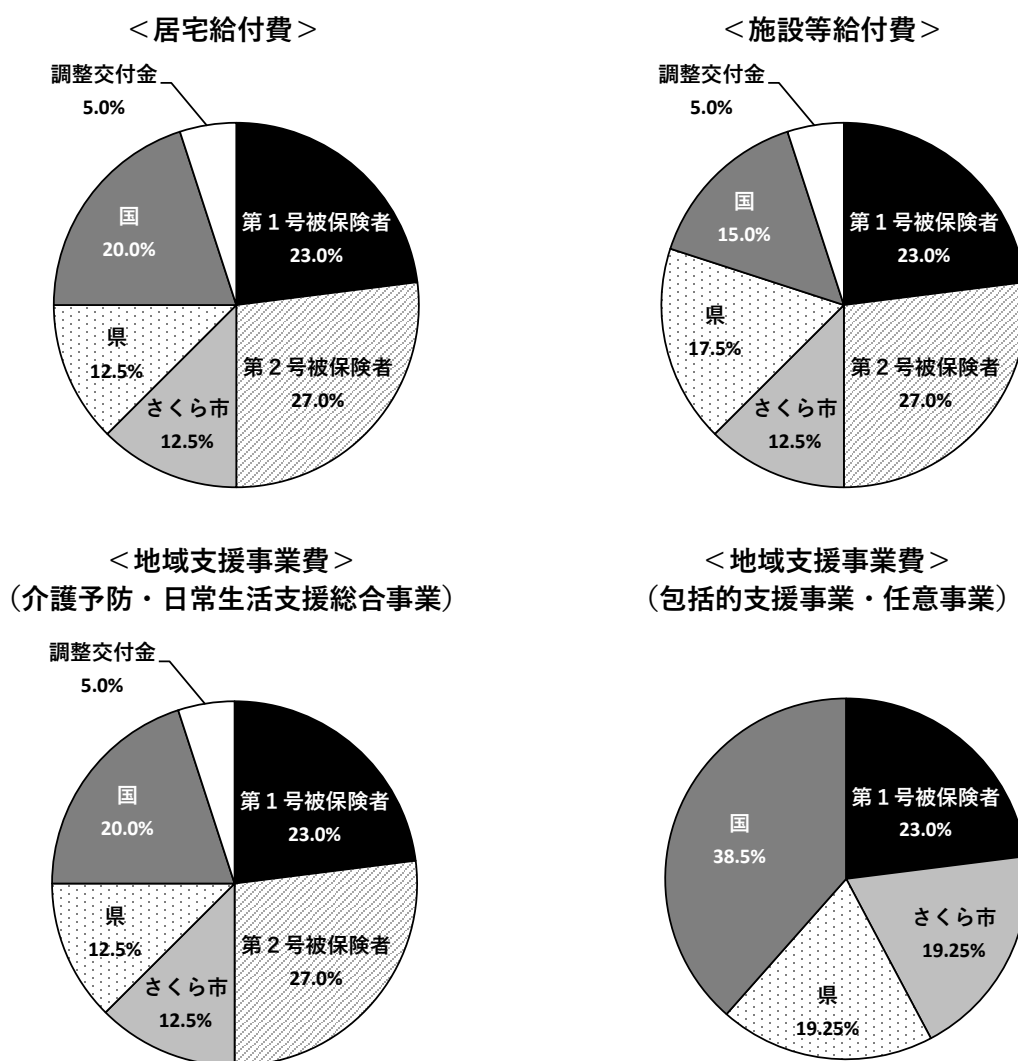 ＜居宅給付費＞
調整交付金
5.0%
国
20.0%
第１号被保険者
23.0%
県
12.5%
第２号被保険者
27.0%
さくら市
12.5%
＜施設等給付費＞
調整交付金
5.0%
国
15.0%
第１号被保険者
23.0%
県
17.5%
第２号被保険者
27.0%
さくら市
12.5%
＜地域支援事業費＞
（介護予防・日常生活支援総合事業）
調整交付金
5.0%
国
20.0%
第１号被保険者
23.0%
県
12.5%
第２号被保険者
27.0%
さくら市
12.5%
＜地域支援事業費＞
（包括的支援事業・任意事業）
国
38.5%
第１号被保険者
23.0%
さくら市
19.25%
県
19.25%